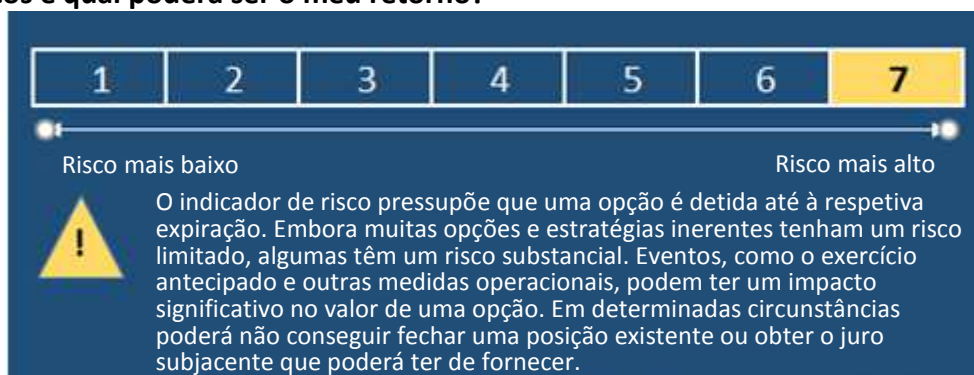 os e qual poderá ser o meu retorno?
1 2 3 4 5 6 7
Risco mais baixo Risco mais alto
! O indicador de risco pressupõe que uma opção é detida até à respetiva
expiração. Embora muitas opções e estratégias inerentes tenham um risco
limitado, algumas têm um risco substancial. Eventos, como o exercício
antecipado e outras medidas operacionais, podem ter um impacto
significativo no valor de uma opção. Em determinadas circunstâncias
poderá não conseguir fechar uma posição existente ou obter o juro
subjacente que poderá ter de fornecer.